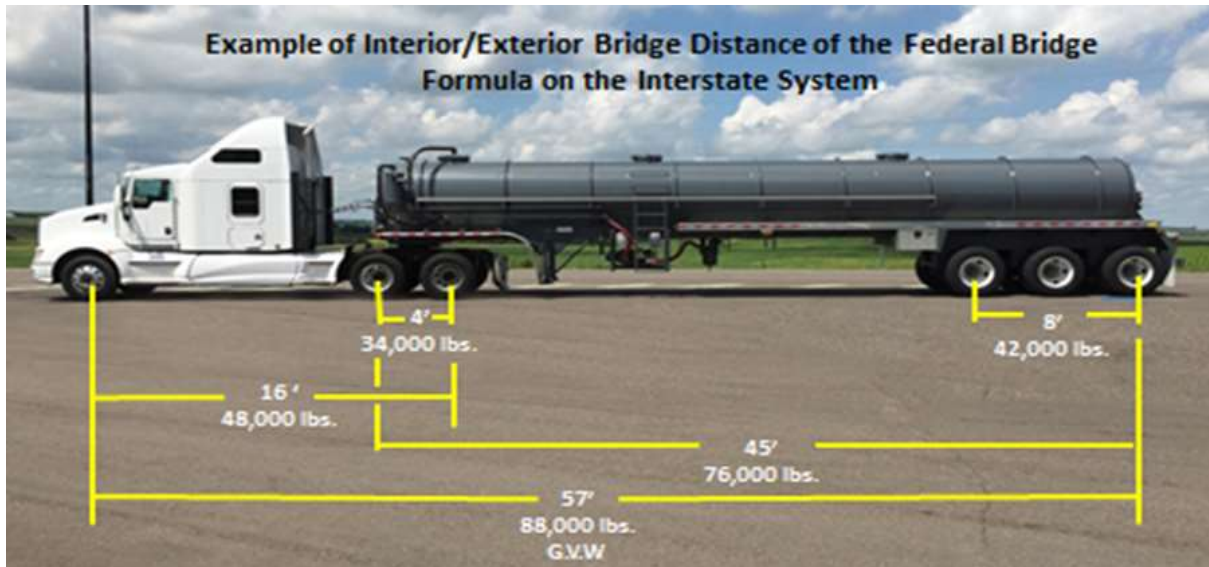 Example of Interior/Exterior Bridge Distance of the Federal Bridge
Formula on the Interstate System
4'
34,000 lbs.
8'
42,000 lbs.
16 '
48,000 lbs.
45'
76,000 lbs.
57'
88,000 lbs.
G.V.W